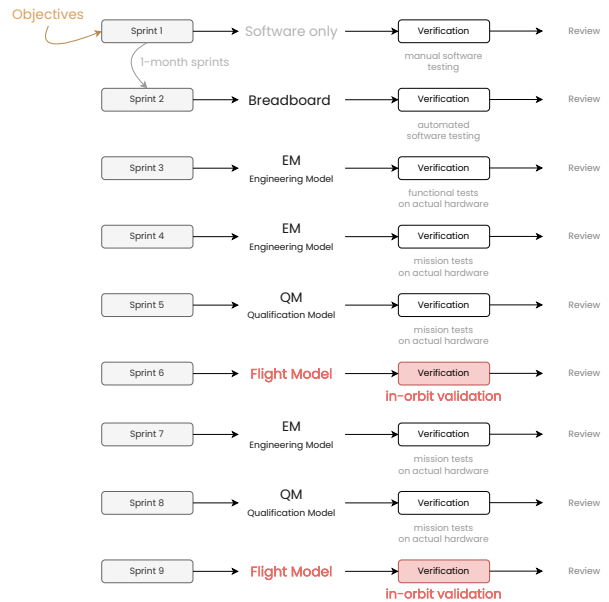 Objectives
Sprint 1
Software only
Verification
Review
manual software
testing
1-month sprints
Sprint 2
Breadboard
Verification
Review
automated
software testing
Sprint 3
EM
Engineering Model
Verification
Review
functional tests
on actual hardware
Sprint 4
EM
Engineering Model
Verification
Review
mission tests
on actual hardware
Sprint 5
QM
Qualification Model
Verification
Review
mission tests
on actual hardware
Sprint 6
Flight Model
Verification
Review
in-orbit validation
Sprint 7
EM
Engineering Model
Verification
Review
mission tests
on actual hardware
Sprint 8
QM
Qualification Model
Verification
Review
mission tests
on actual hardware
Sprint 9
Flight Model
Verification
Review
in-orbit validation